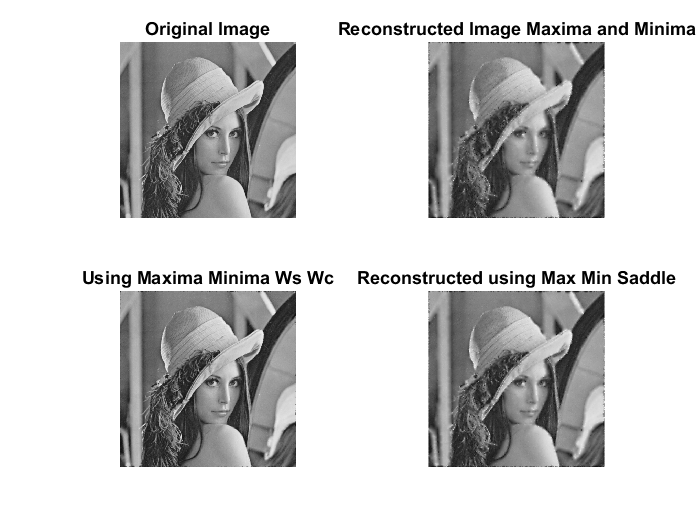 Original Image
Reconstructed Image Maxima and Minima
Using Maxima Minima Ws Wc
Reconstructed using Max Min Saddle